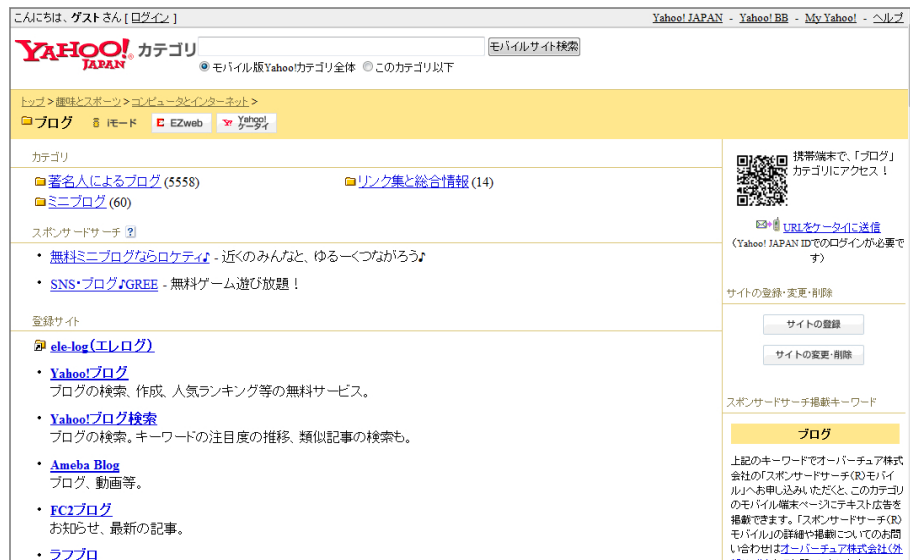 こんにちは、ゲストさん [ ログイン ]
Yahoo! JAPAN - Yahoo! BB - My Yahoo! - ヘルプ
YAHOO! JAPAN カテゴリ
モバイルサイト検索
モバイル版Yahoo!カテゴリ全体 このカテゴリ以下
トップ > 趣味とスポーツ > コンピュータとインターネット >
ブログ iモード EZweb Yahoo!ケータイ
カテゴリ
著名人によるブログ (5558)
リンク集と総合情報 (14)
ミニブログ (60)
スポンサードサーチ ?
・ 無料ミニブログならロケティ♪ - 近くのみんなと、ゆるーくつながろう♪
・ SNS・ブログ♪GREE - 無料ゲーム遊び放題！
登録サイト
ele-log(エレログ)
・ Yahoo!ブログ
ブログの検索、作成、人気ランキング等の無料サービス。
・ Yahoo!ブログ検索
ブログの検索。キーワードの注目度の推移、類似記事の検索も。
・ Ameba Blog
ブログ、動画等。
・ FC2ブログ
お知らせ、最新の記事。
・ ラブブロ
携帯端末で、「ブログ」
カテゴリにアクセス！
URLをケータイに送信
(Yahoo! JAPAN IDでのログインが必要で
す)
サイトの登録・変更・削除
サイトの登録
サイトの変更・削除
スポンサードサーチ掲載キーワード
ブログ
上記のキーワードでオーバーチュア株式
会社の「スポンサードサーチ(R)モバイ
ル」へお申し込みいただくと、このカテゴリ
のモバイル端末ページにテキスト広告を
掲載できます。「スポンサードサーチ(R)
モバイル」の詳細や掲載についてのお問
い合わせはオーバーチュア株式会社(外